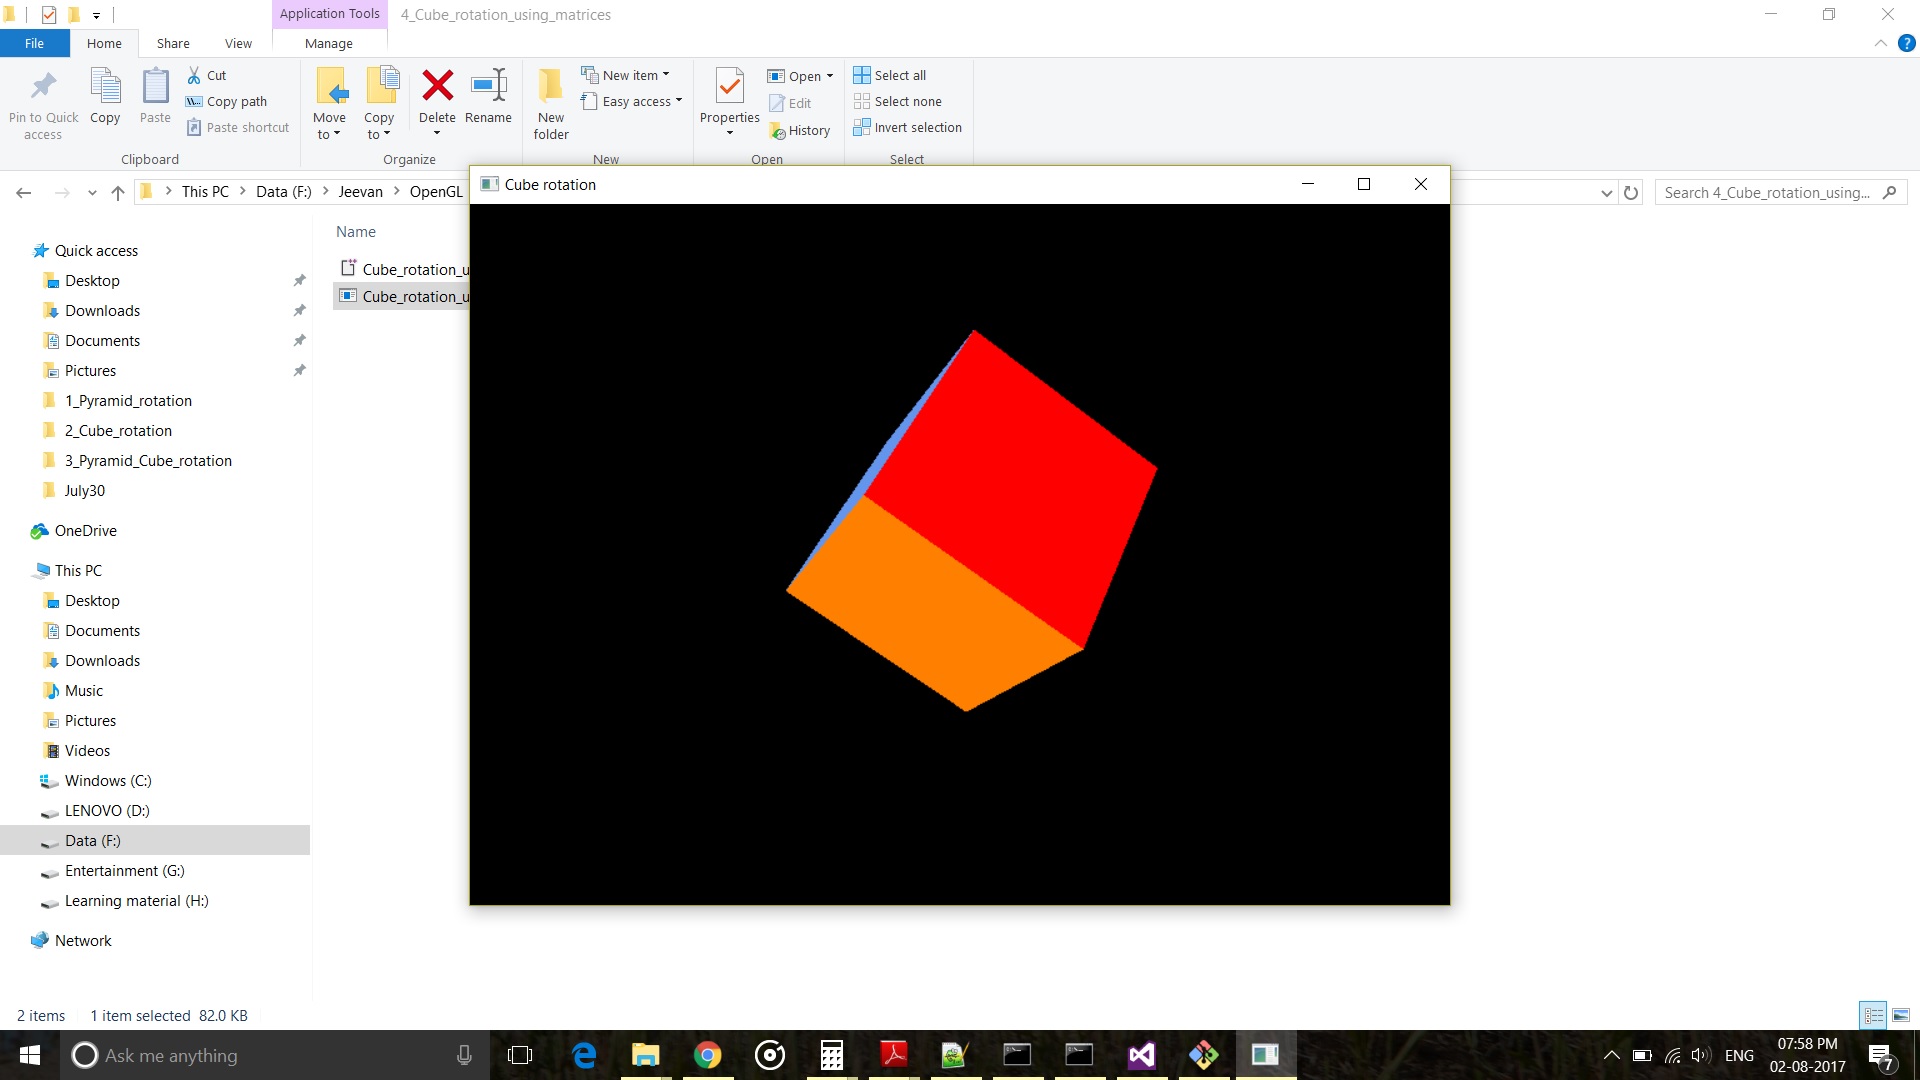 Application Tools
4_Cube_rotation_using_matrices
File
Home
Share
View
Manage
?
Pin to Quick
access
Copy
Paste
Cut
Copy path
Paste shortcut
Clipboard
Move
to
Copy
to
Delete
Rename
Organize
New
folder
New item
Easy access
New
Properties
Open
Edit
History
Open
Select all
Select none
Invert selection
Select
This PC
Data (F:)
Jeevan
OpenGL
Search 4_Cube_rotation_using...
Cube rotation
Name
Cube_rotation_u
Cube_rotation_u
Quick access
Desktop
Downloads
Documents
Pictures
1_Pyramid_rotation
2_Cube_rotation
3_Pyramid_Cube_rotation
July30
OneDrive
This PC
Desktop
Documents
Downloads
Music
Pictures
Videos
Windows (C:)
LENOVO (D:)
Data (F:)
Entertainment (G:)
Learning material (H:)
Network
2 items
1 item selected 82.0 KB
Ask me anything
ENG
07:58 PM
02-08-2017
7